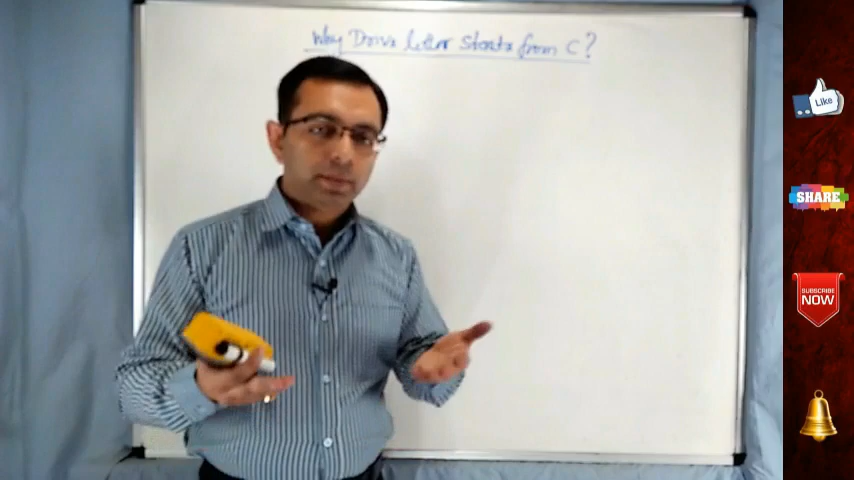 Why Drive letter starts from C?
Like
SHARE
SUBSCRIBE
NOW